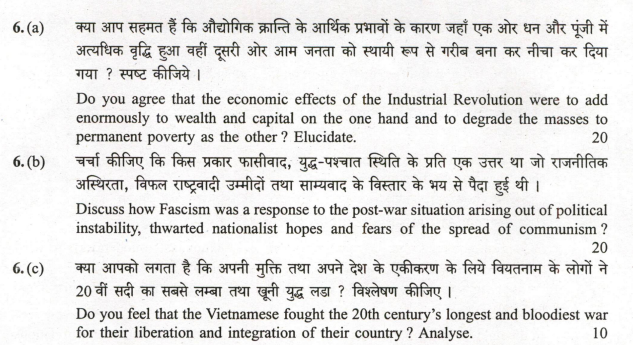 6. (a) क्या आप सहमत हैं कि औद्योगिक क्रान्ति के आर्थिक प्रभावों के कारण जहाँ एक ओर धन और पूंजी में
अत्यधिक वृद्धि हुआ वहीं दूसरी ओर आम जनता को स्थायी रूप से गरीब बना कर नीचा कर दिया
गया ? स्पष्ट कीजिये ।
Do you agree that the economic effects of the Industrial Revolution were to add
enormously to wealth and capital on the one hand and to degrade the masses to
permanent poverty as the other ? Elucidate. 20
6. (b) चर्चा कीजिए कि किस प्रकार फासीवाद, युद्ध-पश्चात स्थिति के प्रति एक उत्तर था जो राजनीतिक
अस्थिरता, विफल राष्ट्रवादी उम्मीदों तथा साम्यवाद के विस्तार के भय से पैदा हुई थी ।
Discuss how Fascism was a response to the post-war situation arising out of political
instability, thwarted nationalist hopes and fears of the spread of communism ?
20
6. (c) क्या आपको लगता है कि अपनी मुक्ति तथा अपने देश के एकीकरण के लिये वियतनाम के लोगों ने
20 वीं सदी का सबसे लम्बा तथा खूनी युद्ध लडा ? विश्लेषण कीजिए ।
Do you feel that the Vietnamese fought the 20th century's longest and bloodiest war
for their liberation and integration of their country ? Analyse. 10